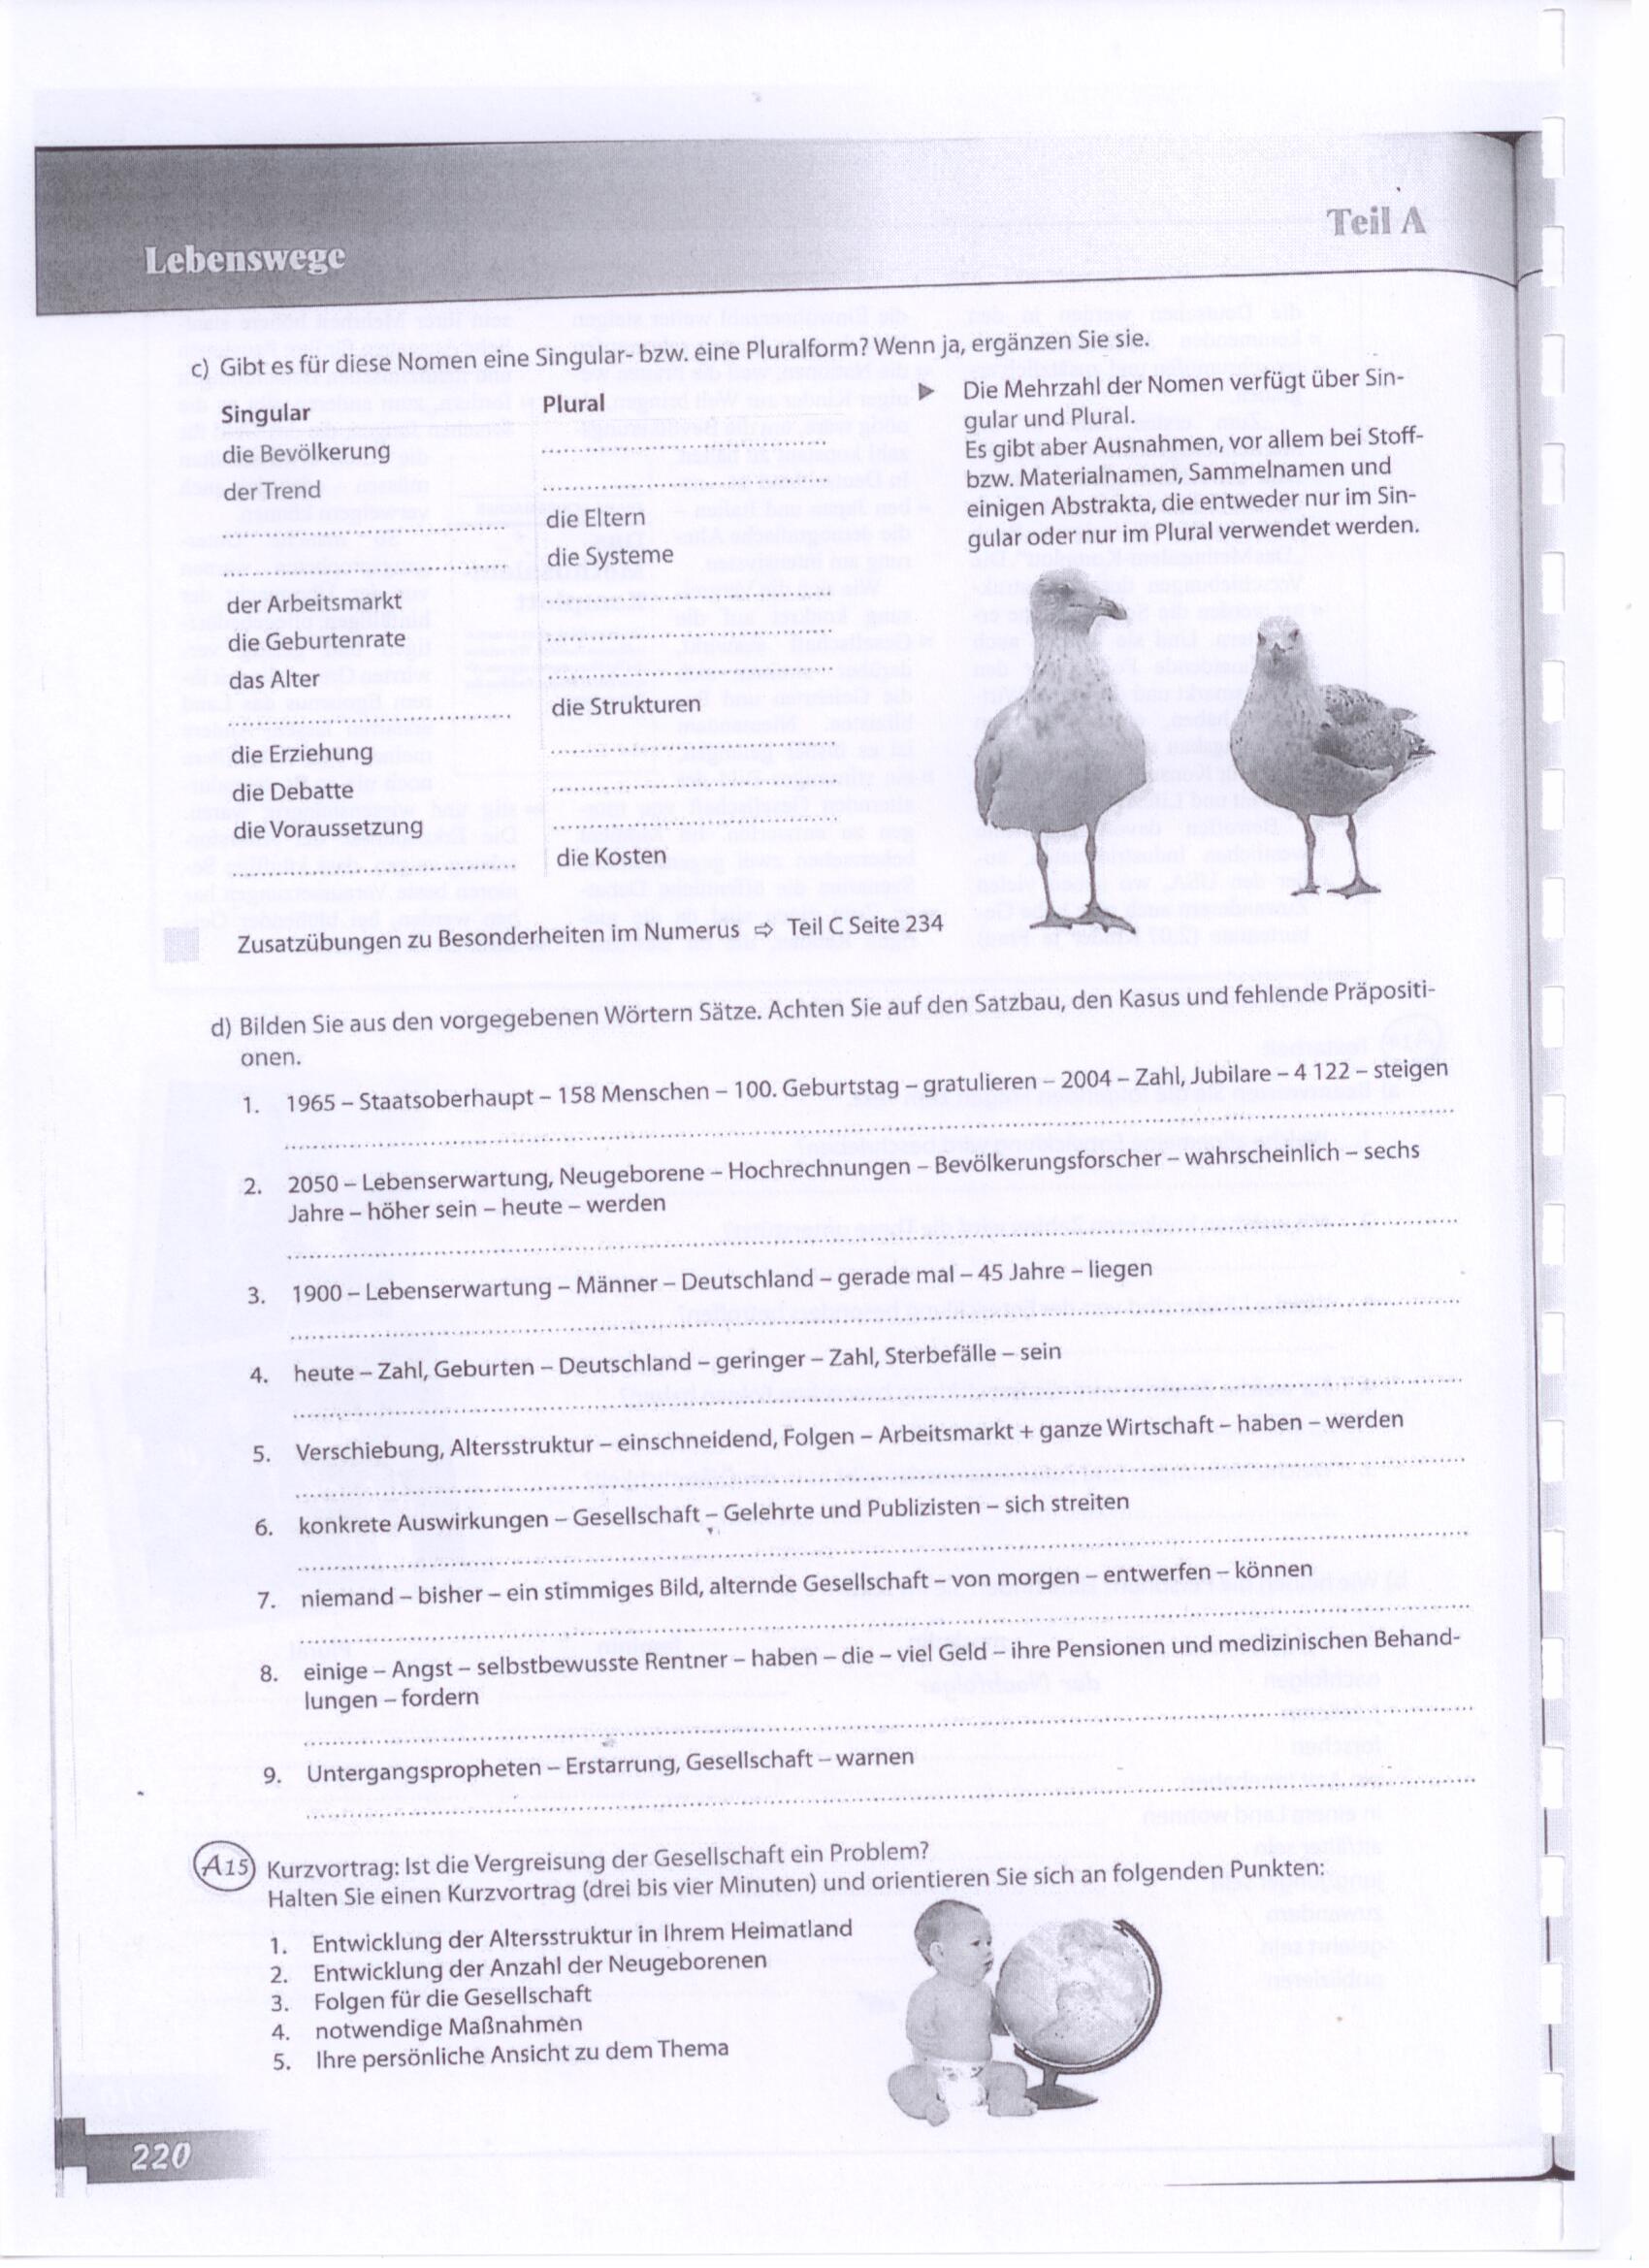 Teil A
Lebenswege
c) Gibt es für diese Nomen eine Singular- bzw. eine Pluralform? Wenn ja, ergänzen Sie sie.
Singular Plural
die Bevölkerung
der Trend
die Eltern
die Systeme
der Arbeitsmarkt
die Geburtenrate
das Alter
die Strukturen
die Erziehung
die Debatte
die Voraussetzung
die Kosten
▶ Die Mehrzahl der Nomen verfügt über Sin-
gular und Plural.
Es gibt aber Ausnahmen, vor allem bei Stoff-
bzw. Materialnamen, Sammelnamen und
einigen Abstrakta, die entweder nur im Sin-
gular oder nur im Plural verwendet werden.
Zusatzübungen zu Besonderheiten im Numerus ⇨ Teil C Seite 234
d) Bilden Sie aus den vorgegebenen Wörtern Sätze. Achten Sie auf den Satzbau, den Kasus und fehlende Präpositi-
onen.
1. 1965 – Staatsoberhaupt – 158 Menschen – 100. Geburtstag – gratulieren – 2004 – Zahl, Jubilare – 4 122 – steigen
2. 2050 – Lebenserwartung, Neugeborene – Hochrechnungen – Bevölkerungsforscher – wahrscheinlich – sechs
Jahre – höher sein – heute – werden
3. 1900 – Lebenserwartung – Männer – Deutschland – gerade mal – 45 Jahre – liegen
4. heute – Zahl, Geburten – Deutschland – geringer – Zahl, Sterbefälle – sein
5. Verschiebung, Altersstruktur – einschneidend, Folgen – Arbeitsmarkt + ganze Wirtschaft – haben – werden
6. konkrete Auswirkungen – Gesellschaft – Gelehrte und Publizisten – sich streiten
7. niemand – bisher – ein stimmiges Bild, alternde Gesellschaft – von morgen – entwerfen – können
8. einige – Angst – selbstbewusste Rentner – haben – die – viel Geld – ihre Pensionen und medizinischen Behand-
lungen – fordern
9. Untergangspropheten – Erstarrung, Gesellschaft – warnen
A15 Kurzvortrag: Ist die Vergreisung der Gesellschaft ein Problem?
Halten Sie einen Kurzvortrag (drei bis vier Minuten) und orientieren Sie sich an folgenden Punkten:
1. Entwicklung der Altersstruktur in Ihrem Heimatland
2. Entwicklung der Anzahl der Neugeborenen
3. Folgen für die Gesellschaft
4. notwendige Maßnahmen
5. Ihre persönliche Ansicht zu dem Thema
220